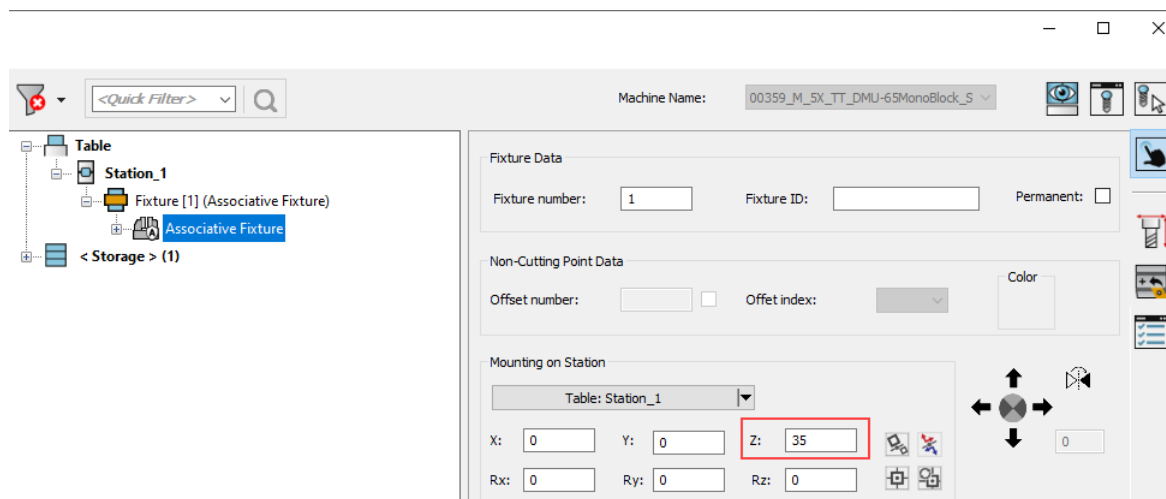 <Quick Filter>
Machine Name: 00359_M_5X_TT_DMU-65MonoBlock_S
Table
Station_1
Fixture [1] (Associative Fixture)
Associative Fixture
< Storage > (1)
Fixture Data
Fixture number: 1 Fixture ID: Permanent:
Non-Cutting Point Data
Color
Offset number: Offet index:
Mounting on Station
Table: Station_1
X: 0 Y: 0 Z: 35
0
Rx: 0 Ry: 0 Rz: 0